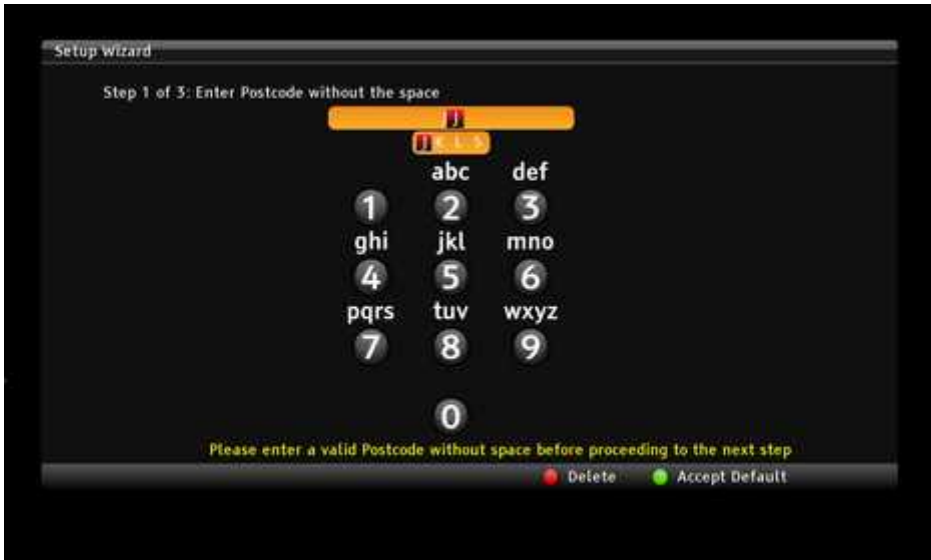 Setup Wizard
Step 1 of 3: Enter Postcode without the space
J
J K L 5
abc def
1 2 3
ghi jkl mno
4 5 6
pqrs tuv wxyz
7 8 9
0
Please enter a valid Postcode without space before proceeding to the next step
Delete Accept Default